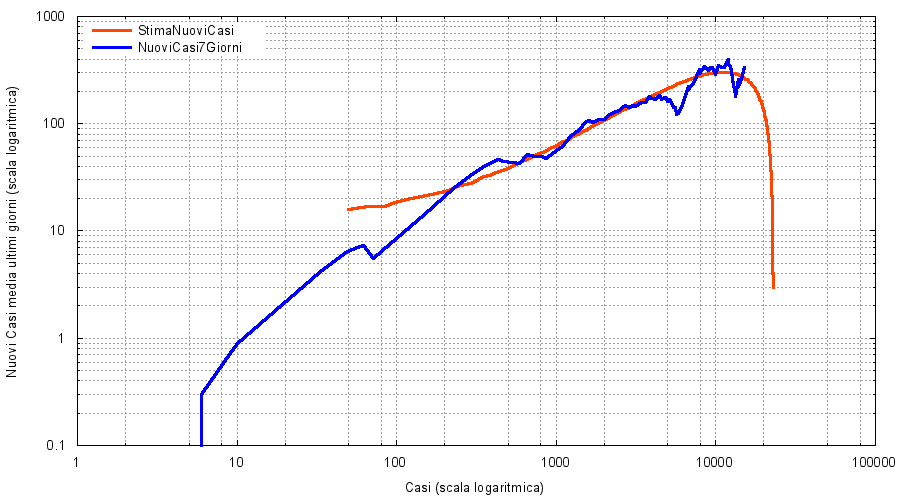 StimaNuoviCasi
NuoviCasi7Giorni
Nuovi Casi media ultimi giorni (scala logaritmica)
1000
100
10
1
0.1
1
10
100
1000
10000
100000
Casi (scala logaritmica)